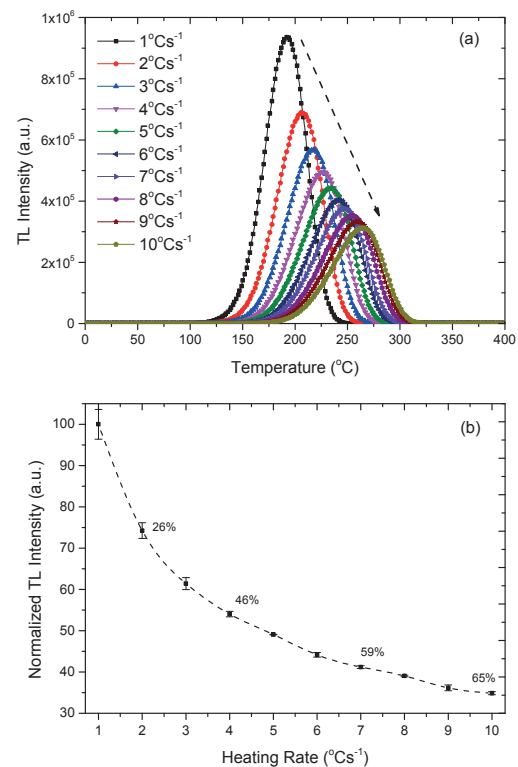 (a)
1x10⁶
8x10⁵
6x10⁵
4x10⁵
2x10⁵
0
TL Intensity (a.u.)
1°Cs⁻¹
2°Cs⁻¹
3°Cs⁻¹
4°Cs⁻¹
5°Cs⁻¹
6°Cs⁻¹
7°Cs⁻¹
8°Cs⁻¹
9°Cs⁻¹
10°Cs⁻¹
0 50 100 150 200 250 300 350 400
Temperature (°C)
(b)
100
90
80
70
60
50
40
30
Normalized TL Intensity (a.u.)
26%
46%
59%
65%
1 2 3 4 5 6 7 8 9 10
Heating Rate (°Cs⁻¹)